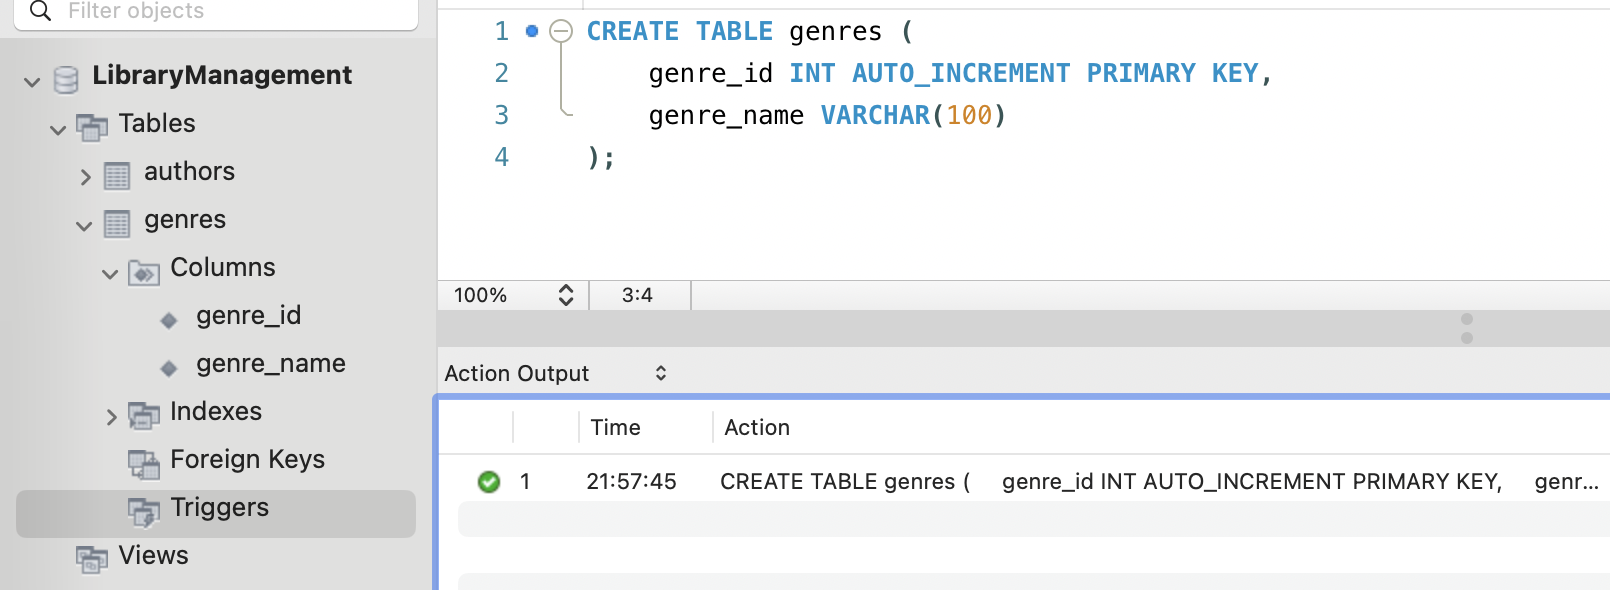 Filter objects
LibraryManagement
Tables
authors
genres
Columns
genre_id
genre_name
Indexes
Foreign Keys
Triggers
Views
1 CREATE TABLE genres (
2 genre_id INT AUTO_INCREMENT PRIMARY KEY,
3 genre_name VARCHAR(100)
4 );
100% 3:4
Action Output
Time Action
1 21:57:45 CREATE TABLE genres ( genre_id INT AUTO_INCREMENT PRIMARY KEY, genr...